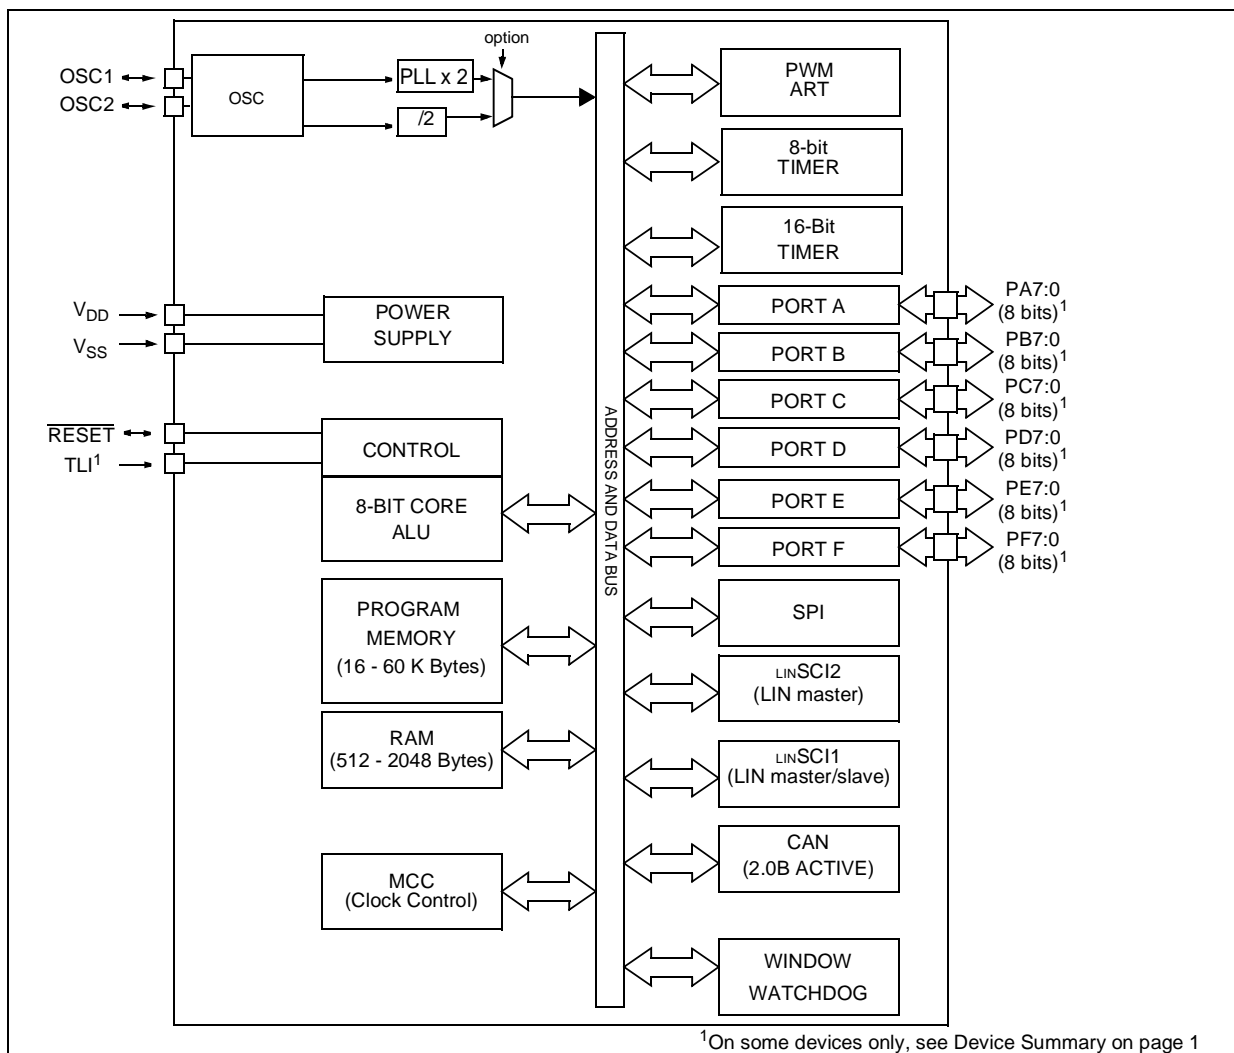 option
OSC1
OSC2
OSC
PLL x 2
/2
PWM
ART
8-bit
TIMER
16-Bit
TIMER
VDD
VSS
POWER
SUPPLY
RESET
TLI1
CONTROL
8-BIT CORE
ALU
PROGRAM
MEMORY
(16 - 60 K Bytes)
RAM
(512 - 2048 Bytes)
MCC
(Clock Control)
ADDRESS AND DATA BUS
PORT A
PA7:0
(8 bits)1
PORT B
PB7:0
(8 bits)1
PORT C
PC7:0
(8 bits)1
PORT D
PD7:0
(8 bits)1
PORT E
PE7:0
(8 bits)1
PORT F
PF7:0
(8 bits)1
SPI
LINSCI2
(LIN master)
LINSCI1
(LIN master/slave)
CAN
(2.0B ACTIVE)
WINDOW
WATCHDOG
1On some devices only, see Device Summary on page 1